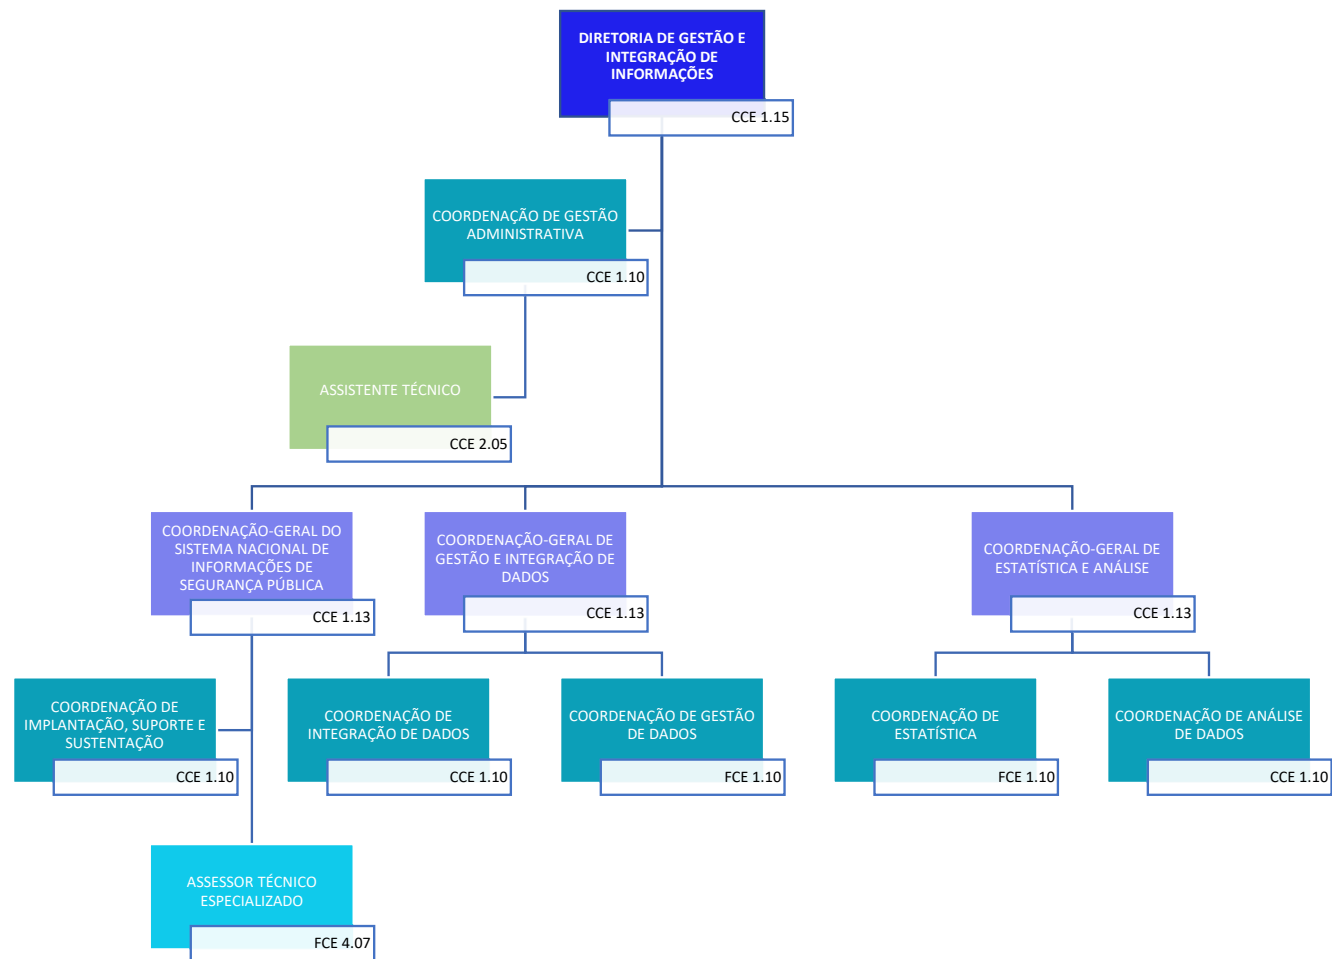 DIRETORIA DE GESTÃO E
INTEGRAÇÃO DE
INFORMAÇÕES
CCE 1.15
COORDENAÇÃO DE GESTÃO
ADMINISTRATIVA
CCE 1.10
ASSISTENTE TÉCNICO
CCE 2.05
COORDENAÇÃO-GERAL DO
SISTEMA NACIONAL DE
INFORMAÇÕES DE
SEGURANÇA PÚBLICA
CCE 1.13
COORDENAÇÃO-GERAL DE
GESTÃO E INTEGRAÇÃO DE
DADOS
CCE 1.13
COORDENAÇÃO-GERAL DE
ESTATÍSTICA E ANÁLISE
CCE 1.13
COORDENAÇÃO DE
IMPLANTAÇÃO, SUPORTE E
SUSTENTAÇÃO
CCE 1.10
COORDENAÇÃO DE
INTEGRAÇÃO DE DADOS
CCE 1.10
COORDENAÇÃO DE GESTÃO
DE DADOS
FCE 1.10
COORDENAÇÃO DE
ESTATÍSTICA
FCE 1.10
COORDENAÇÃO DE ANÁLISE
DE DADOS
CCE 1.10
ASSESSOR TÉCNICO
ESPECIALIZADO
FCE 4.07